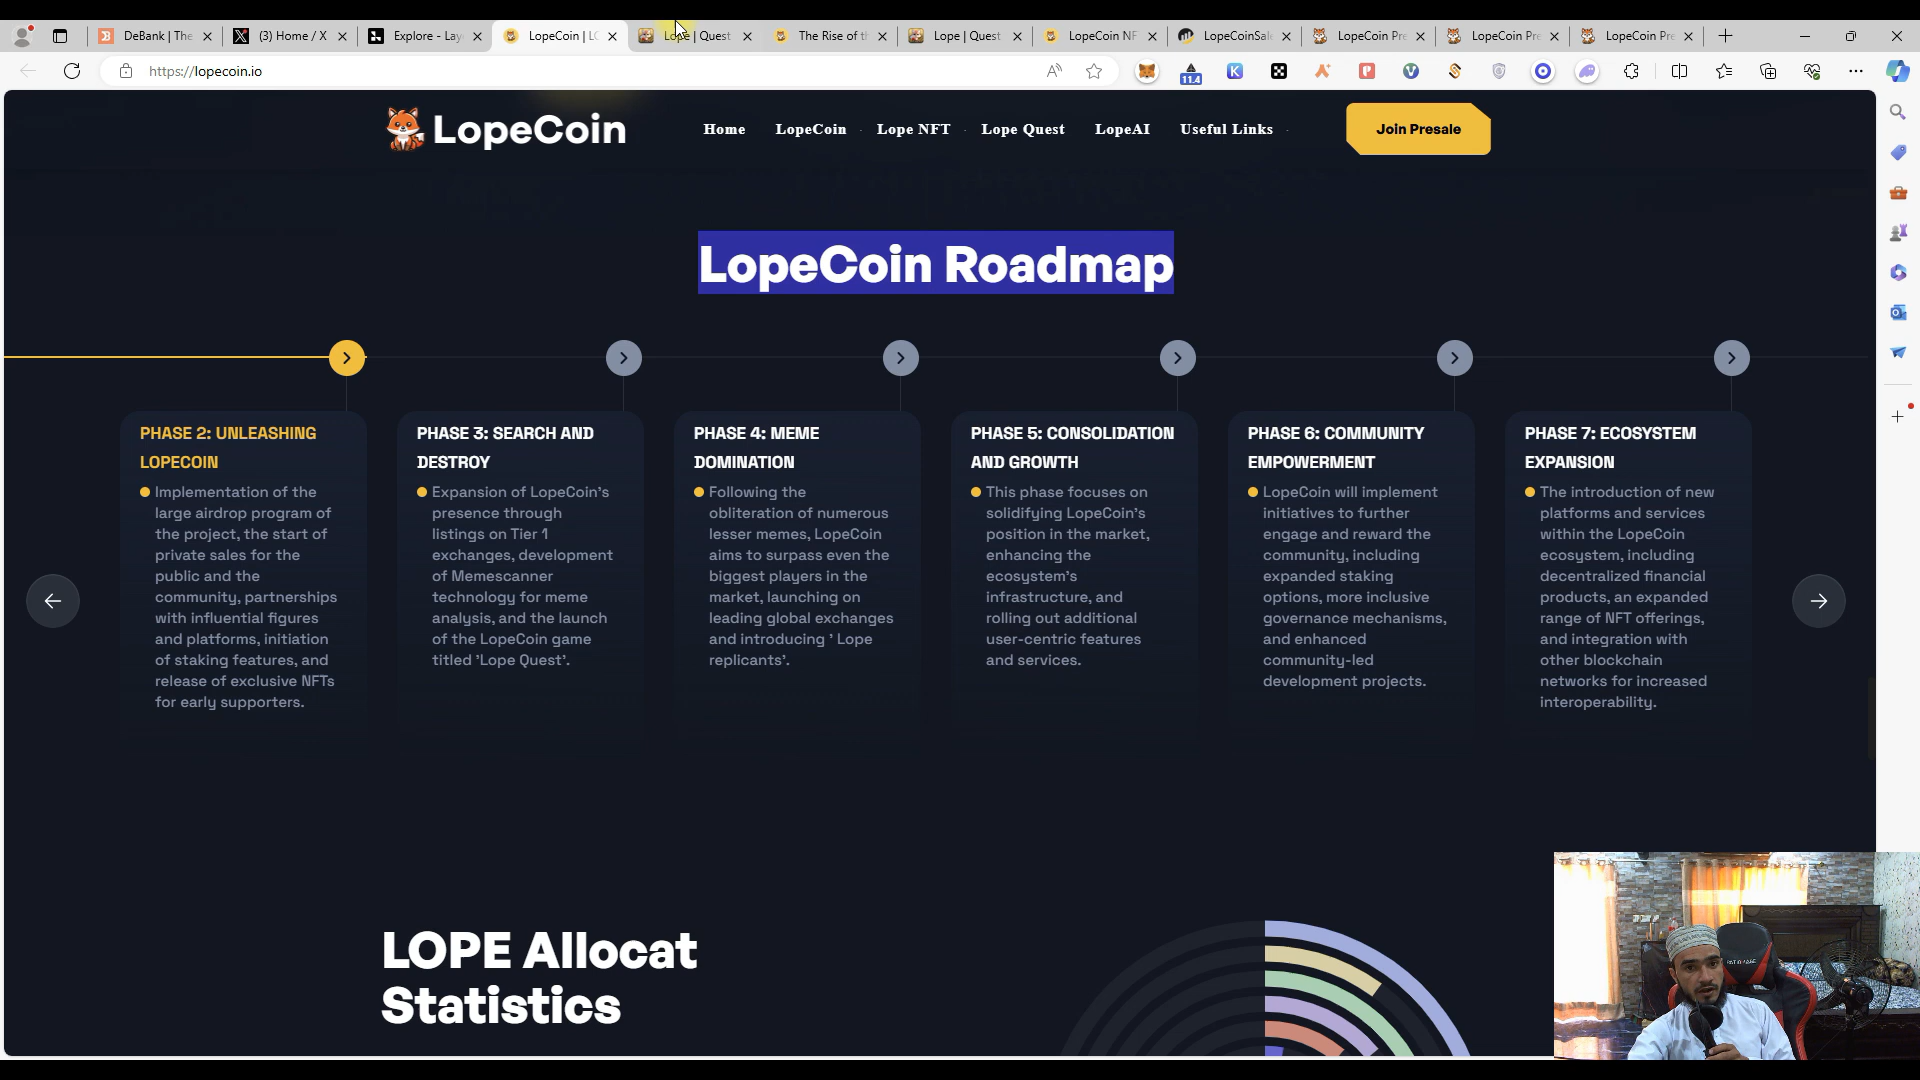 DeBank | The
(3) Home / X
Explore - Lay
LopeCoin | LO
Lope | Quest
The Rise of th
Lope | Quest
LopeCoin NF
LopeCoinSale
LopeCoin Pre
LopeCoin Pre
LopeCoin Pre
https://lopecoin.io
11.4
LopeCoin
Home
LopeCoin
Lope NFT
Lope Quest
LopeAI
Useful Links
Join Presale
LopeCoin Roadmap
PHASE 2: UNLEASHING
LOPECOIN
Implementation of the
large airdrop program of
the project, the start of
private sales for the
public and the
community, partnerships
with influential figures
and platforms, initiation
of staking features, and
release of exclusive NFTs
for early supporters.
PHASE 3: SEARCH AND
DESTROY
Expansion of LopeCoin's
presence through
listings on Tier 1
exchanges, development
of Memescanner
technology for meme
analysis, and the launch
of the LopeCoin game
titled 'Lope Quest'.
PHASE 4: MEME
DOMINATION
Following the
obliteration of numerous
lesser memes, LopeCoin
aims to surpass even the
biggest players in the
market, launching on
leading global exchanges
and introducing ' Lope
replicants'.
PHASE 5: CONSOLIDATION
AND GROWTH
This phase focuses on
solidifying LopeCoin's
position in the market,
enhancing the
ecosystem's
infrastructure, and
rolling out additional
user-centric features
and services.
PHASE 6: COMMUNITY
EMPOWERMENT
LopeCoin will implement
initiatives to further
engage and reward the
community, including
expanded staking
options, more inclusive
governance mechanisms,
and enhanced
community-led
development projects.
PHASE 7: ECOSYSTEM
EXPANSION
The introduction of new
platforms and services
within the LopeCoin
ecosystem, including
decentralized financial
products, an expanded
range of NFT offerings,
and integration with
other blockchain
networks for increased
interoperability.
LOPE Allocat
Statistics